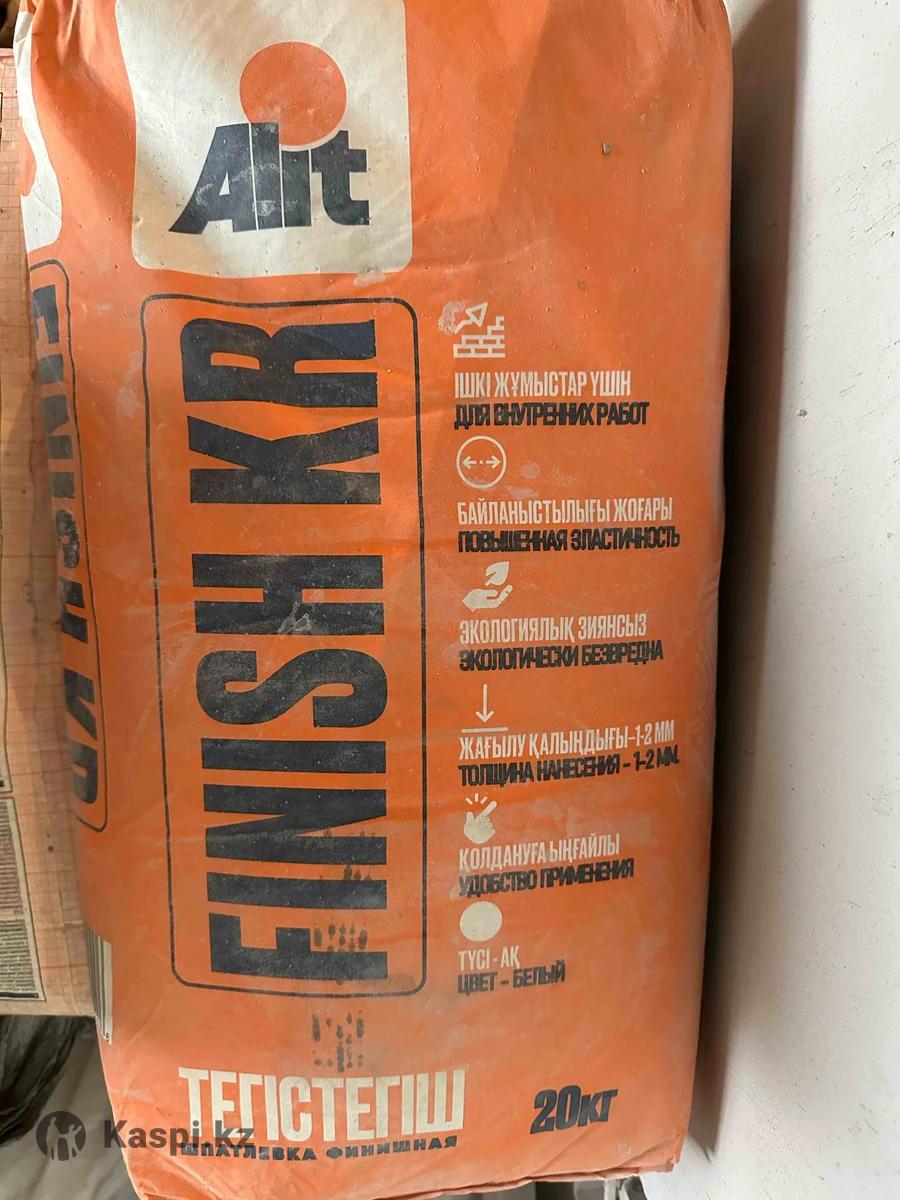 Alit
FINISH KR
ІШКІ ЖҰМЫСТАР ҮШІН
ДЛЯ ВНУТРЕННИХ РАБОТ
БАЙЛАНЫСТЫЛЫҒЫ ЖОҒАРЫ
ПОВЫШЕННАЯ ЭЛАСТИЧНОСТЬ
ЭКОЛОГИЯЛЫҚ ЗИЯНСЫЗ
ЭКОЛОГИЧЕСКИ БЕЗВРЕДНА
ЖАҒЫЛУ ҚАЛЫҢДЫҒЫ-1-2 ММ
ТОЛЩИНА НАНЕСЕНИЯ - 1-2 ММ.
ҚОЛДАНУҒА ЫҢҒАЙЛЫ
УДОБСТВО ПРИМЕНЕНИЯ
ТҮСІ - АҚ
ЦВЕТ - БЕЛЫЙ
ТЕГІСТЕГІШ
ШПАТЛЕВКА ФИНИШНАЯ
20КГ
FINISH KR
Kaspi.kz